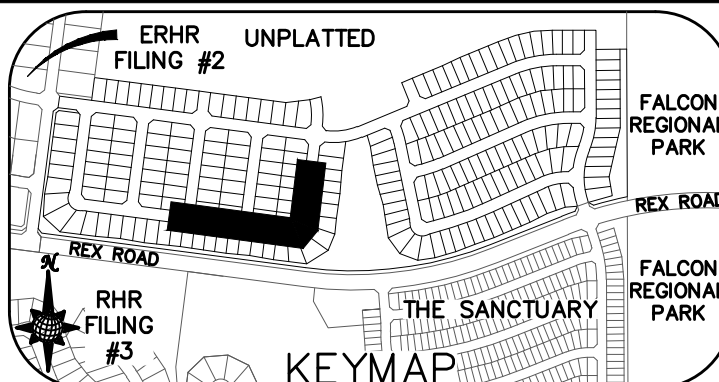 ERHR
FILING #2
UNPLATTED
FALCON
REGIONAL
PARK
REX ROAD
REX ROAD
N
RHR
FILING
#3
THE SANCTUARY
FALCON
REGIONAL
PARK
KEYMAP